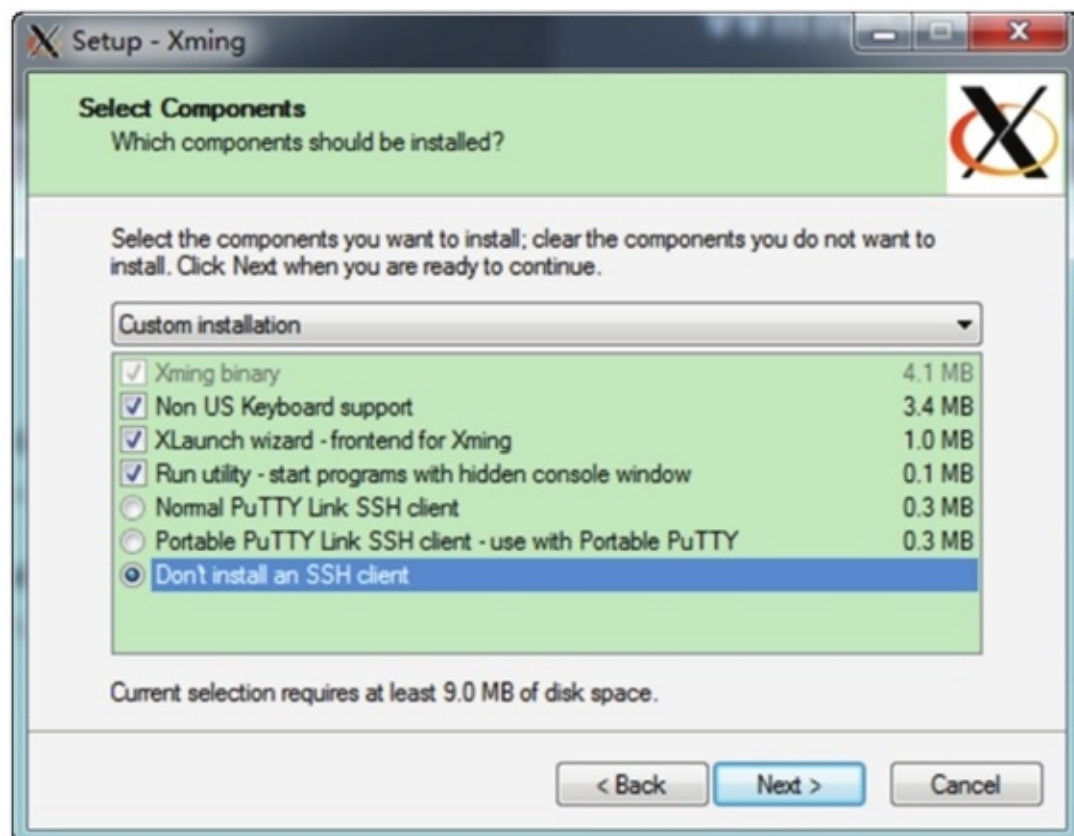 Setup - Xming
Select Components
Which components should be installed?
Select the components you want to install; clear the components you do not want to
install. Click Next when you are ready to continue.
Custom installation
Xming binary 4.1 MB
Non US Keyboard support 3.4 MB
XLaunch wizard - frontend for Xming 1.0 MB
Run utility - start programs with hidden console window 0.1 MB
Normal PuTTY Link SSH client 0.3 MB
Portable PuTTY Link SSH client - use with Portable PuTTY 0.3 MB
Don't install an SSH client
Current selection requires at least 9.0 MB of disk space.
< Back Next > Cancel